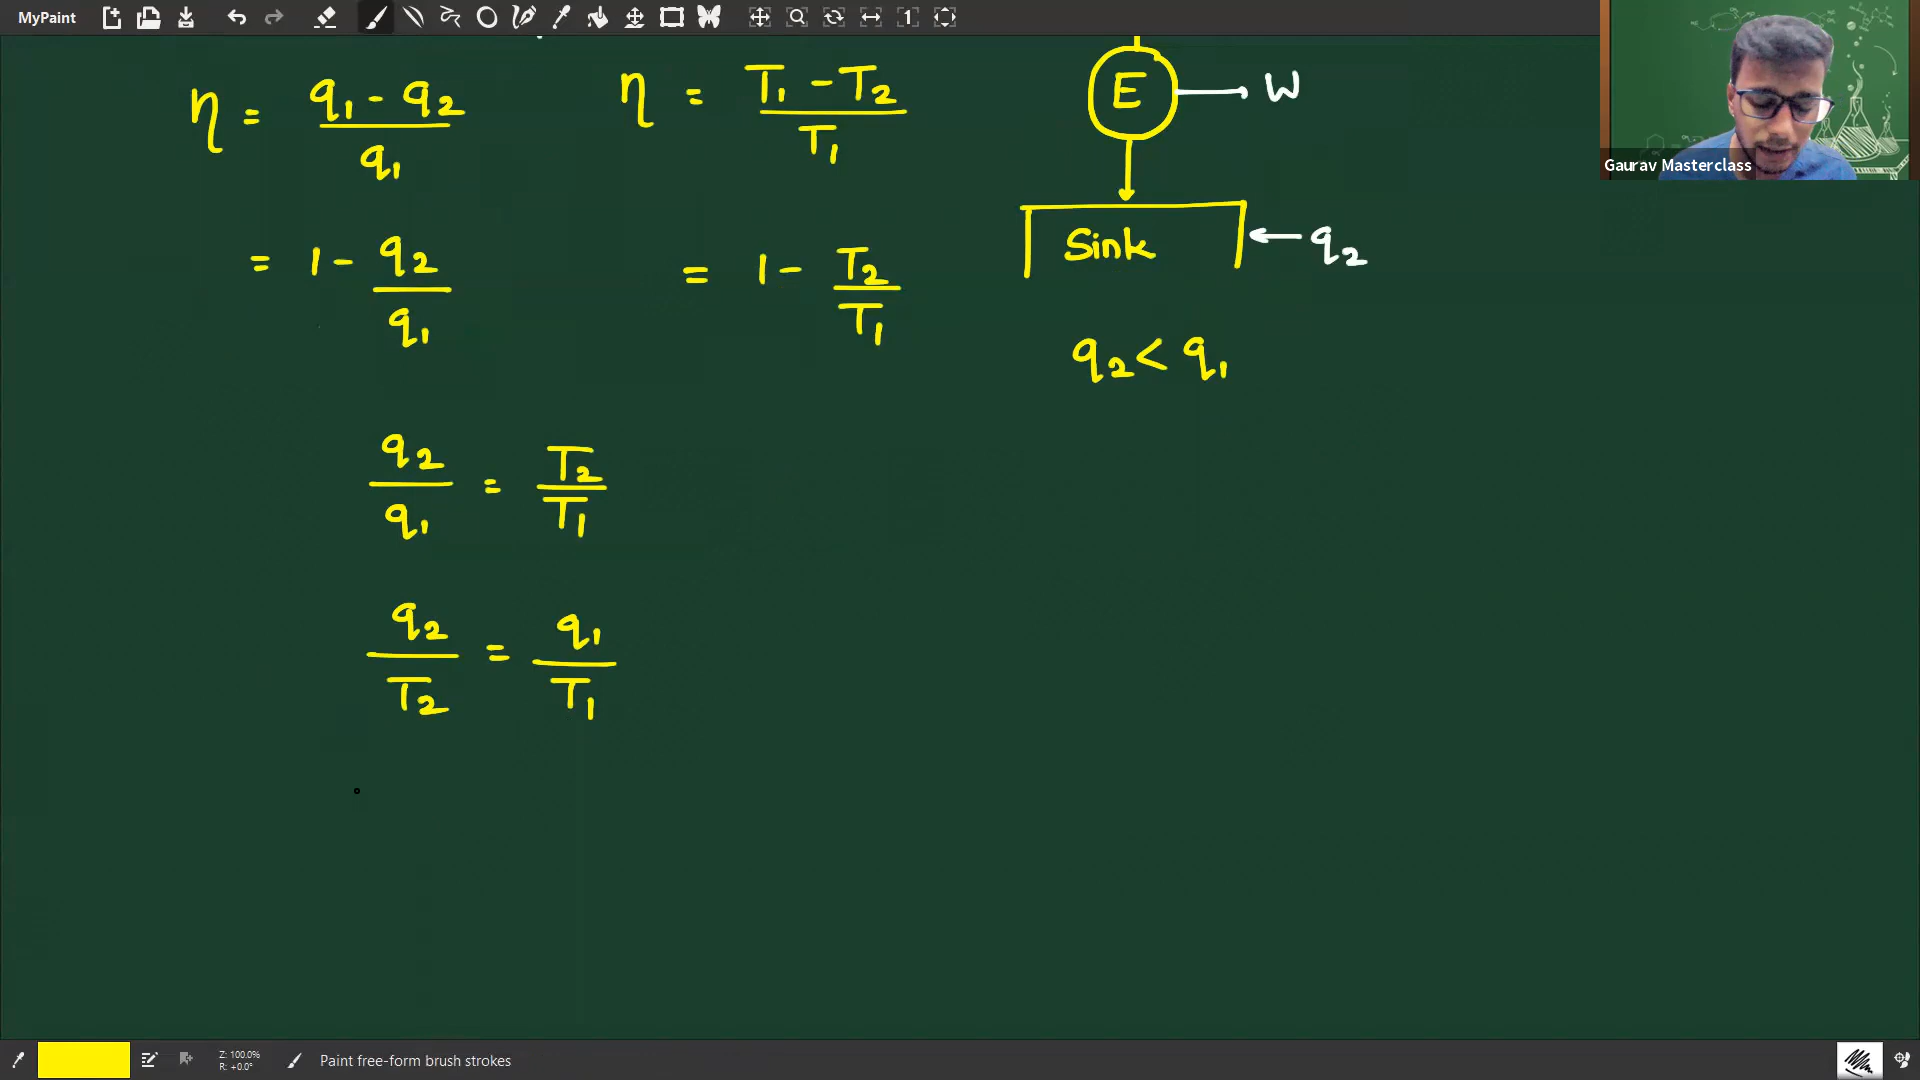 MyPaint
Gaurav Masterclass
η = q₁ - q₂ / q₁
η = T₁ - T₂ / T₁
E → W
= 1 - q₂ / q₁
= 1 - T₂ / T₁
Sink ← q₂
q₂ < q₁
q₂ / q₁ = T₂ / T₁
q₂ / T₂ = q₁ / T₁
Z: 100.0%
R: +0.0°
Paint free-form brush strokes